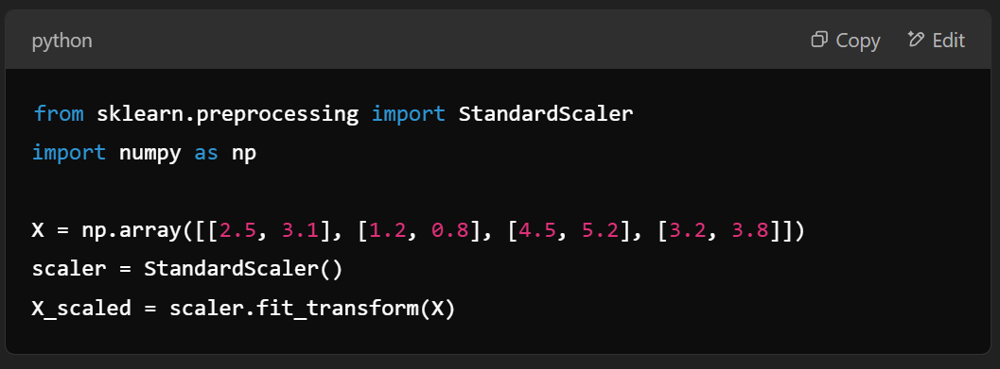 python
Copy
Edit
from sklearn.preprocessing import StandardScaler
import numpy as np
X = np.array([[2.5, 3.1], [1.2, 0.8], [4.5, 5.2], [3.2, 3.8]])
scaler = StandardScaler()
X_scaled = scaler.fit_transform(X)